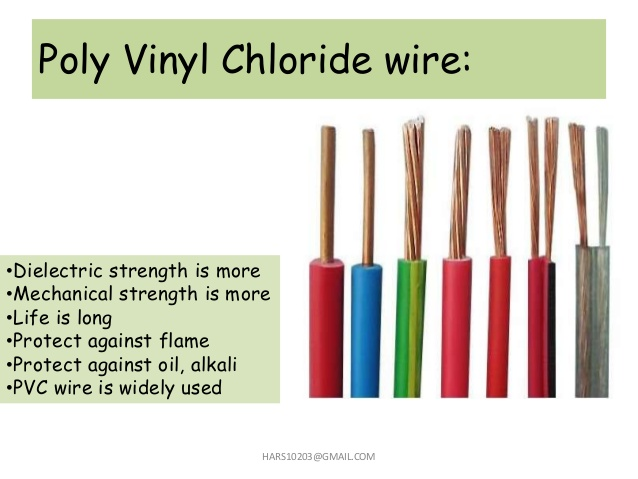 Poly Vinyl Chloride wire:
•Dielectric strength is more
•Mechanical strength is more
•Life is long
•Protect against flame
•Protect against oil, alkali
•PVC wire is widely used
HARS10203@GMAIL.COM